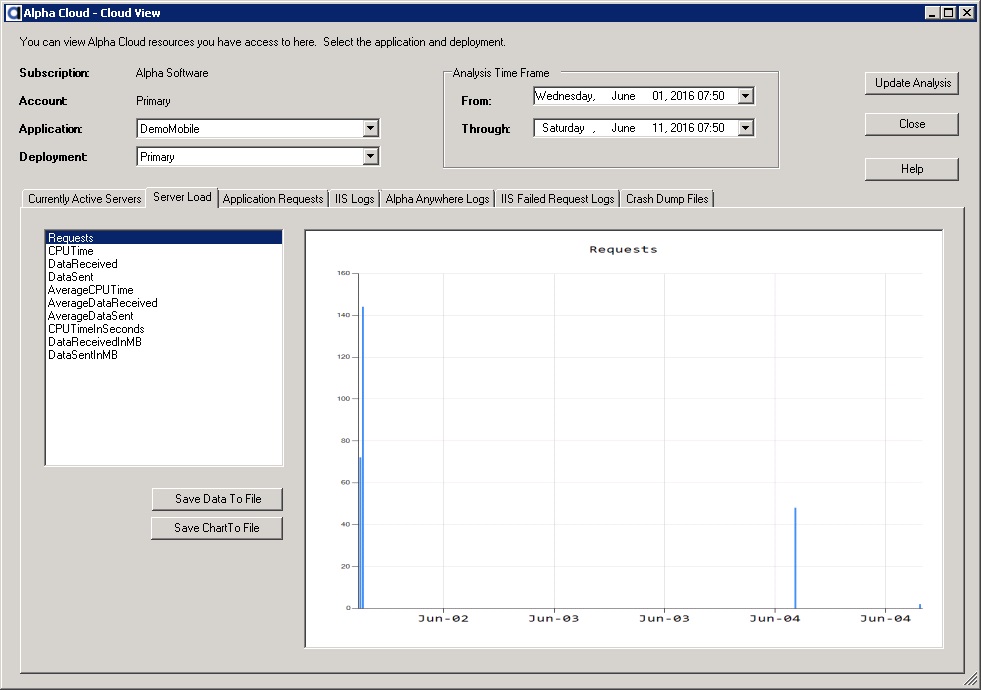 Alpha Cloud - Cloud View
You can view Alpha Cloud resources you have access to here.  Select the application and deployment.
Subscription: Alpha Software
Account: Primary
Application: DemoMobile
Deployment: Primary
Analysis Time Frame
From: Wednesday, June 01, 2016 07:50
Through: Saturday , June 11, 2016 07:50
Update Analysis
Close
Help
Currently Active Servers Server Load Application Requests IIS Logs Alpha Anywhere Logs IIS Failed Request Logs Crash Dump Files
Requests
CPUTime
DataReceived
DataSent
AverageCPUTime
AverageDataReceived
AverageDataSent
CPUTimeInSeconds
DataReceivedInMB
DataSentInMB
Save Data To File
Save ChartTo File
Requests
160
140
120
100
80
60
40
20
0
Jun-02 Jun-03 Jun-03 Jun-04 Jun-04